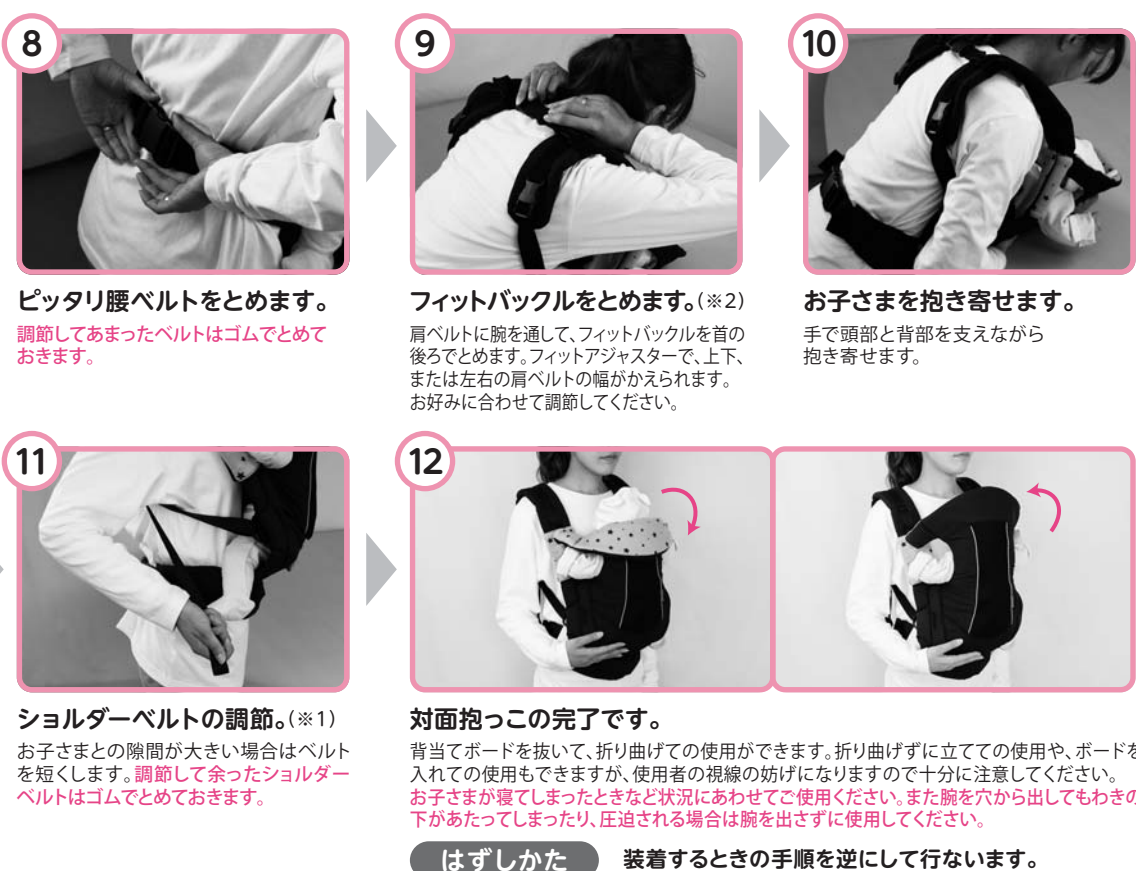 8
ピッタリ腰ベルトをとめます。
調節してあまったベルトはゴムでとめて
おきます。
9
フィットバックルをとめます。(※2)
肩ベルトに腕を通して、フィットバックルを首の
後ろでとめます。フィットアジャスターで、上下、
または左右の肩ベルトの幅がかえられます。
お好みに合わせて調節してください。
10
お子さまを抱き寄せます。
手で頭部と背部を支えながら
抱き寄せます。
11
ショルダーベルトの調節。(※1)
お子さまとの隙間が大きい場合はベルト
を短くします。調節して余ったショルダー
ベルトはゴムでとめておきます。
12
対面抱っこの完了です。
背当てボードを抜いて、折り曲げての使用ができます。折り曲げずに立てての使用や、ボードを
入れての使用もできますが、使用者の視線の妨げになりますので十分に注意してください。
お子さまが寝てしまったときなど状況にあわせてご使用ください。また腕を穴から出してもわきの
下があたってしまったり、圧迫される場合は腕を出さずに使用してください。
はずしかた
装着するときの手順を逆にして行ないます。